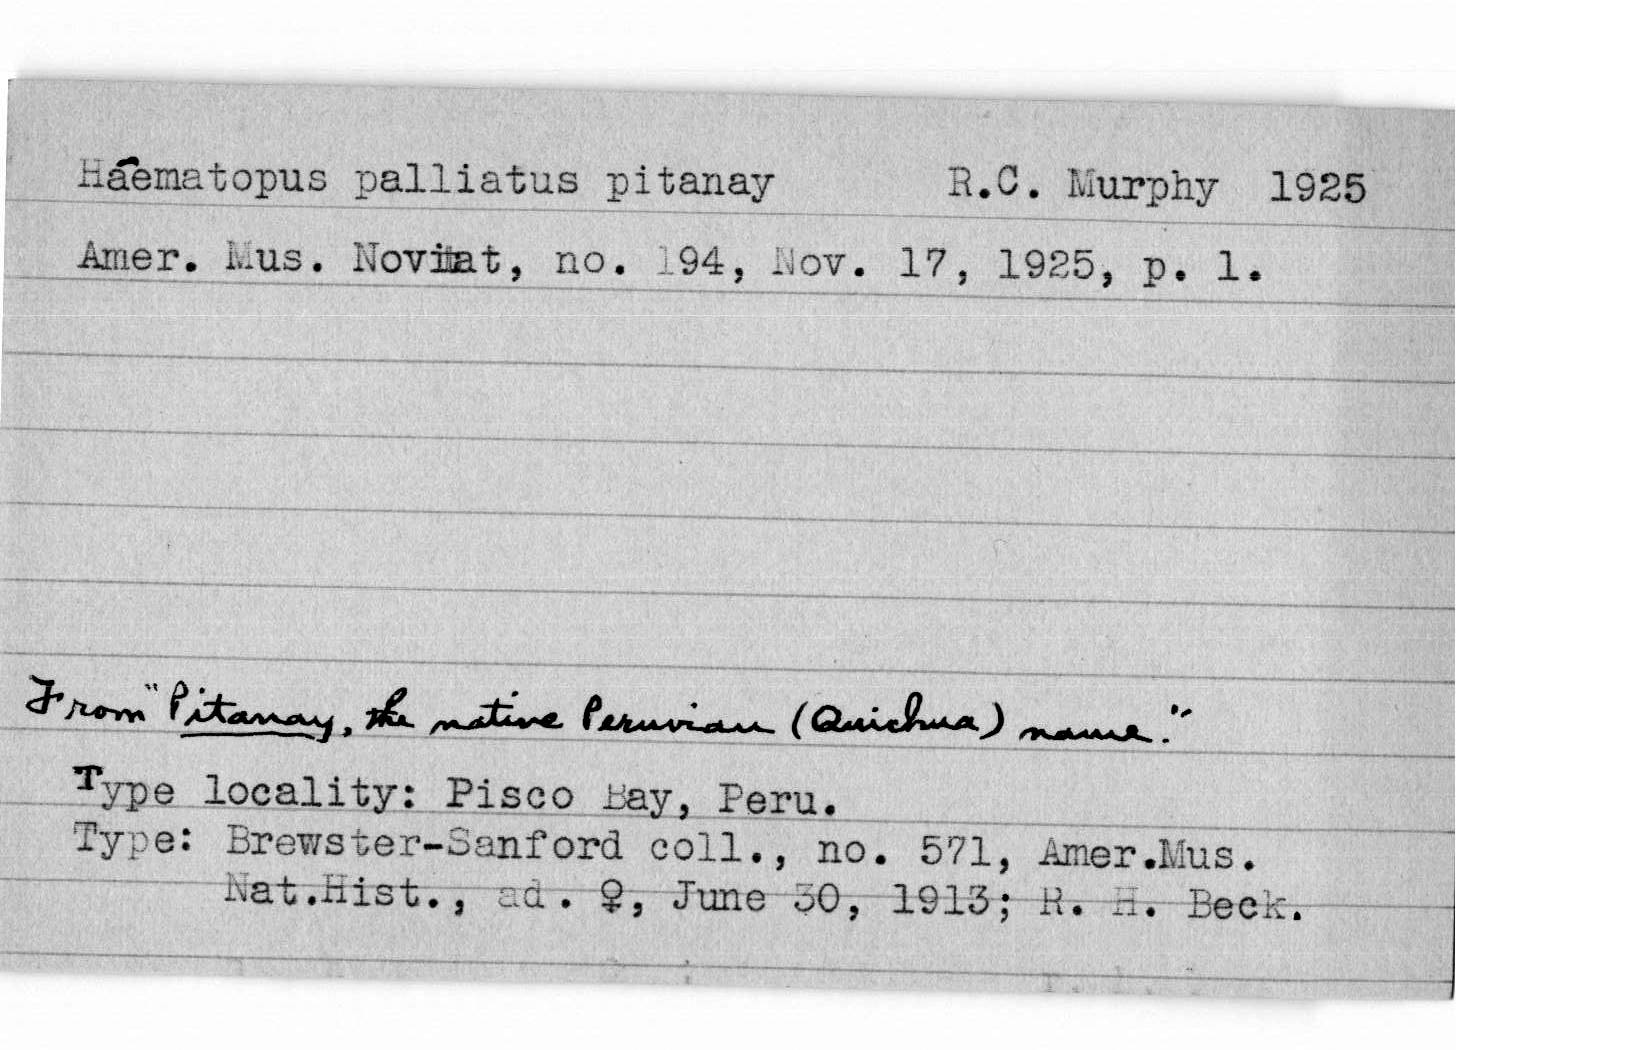 Haematopus palliatus pitanay R.C. Murphy 1925
Amer. Mus. Novitat, no. 194, Nov. 17, 1925, p. 1.
From "Pitanay, the native Peruvian (Quichua) name."
Type locality: Pisco Bay, Peru.
Type: Brewster-Sanford coll., no. 571, Amer.Mus.
Nat.Hist., ad. ♀, June 30, 1913; R. H. Beck.